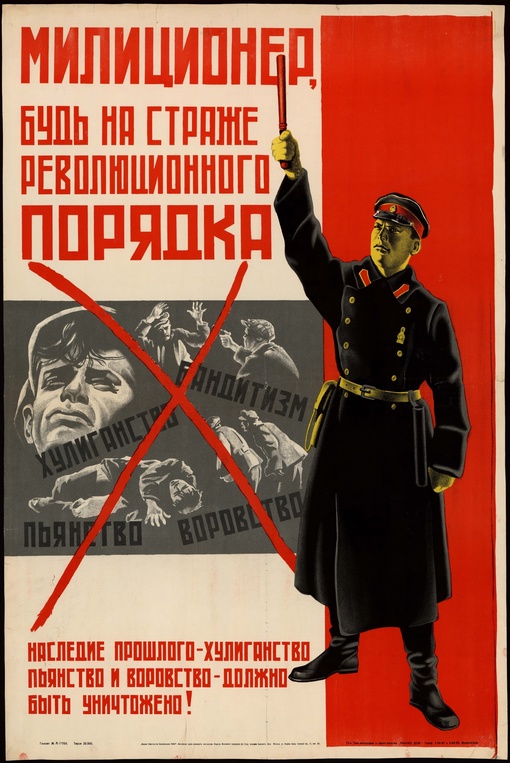 МИЛИЦИОНЕР,
БУДЬ НА СТРАЖЕ
РЕВОЛЮЦИОННОГО
ПОРЯДКА
БАНДИТИЗМ
ХУЛИГАНСТВО
ПЬЯНСТВО
ВОРОВСТВО
НАСЛЕДИЕ ПРОШЛОГО-ХУЛИГАНСТВО
ПЬЯНСТВО И ВОРОВСТВО-ДОЛЖНО
БЫТЬ УНИЧТОЖЕНО!